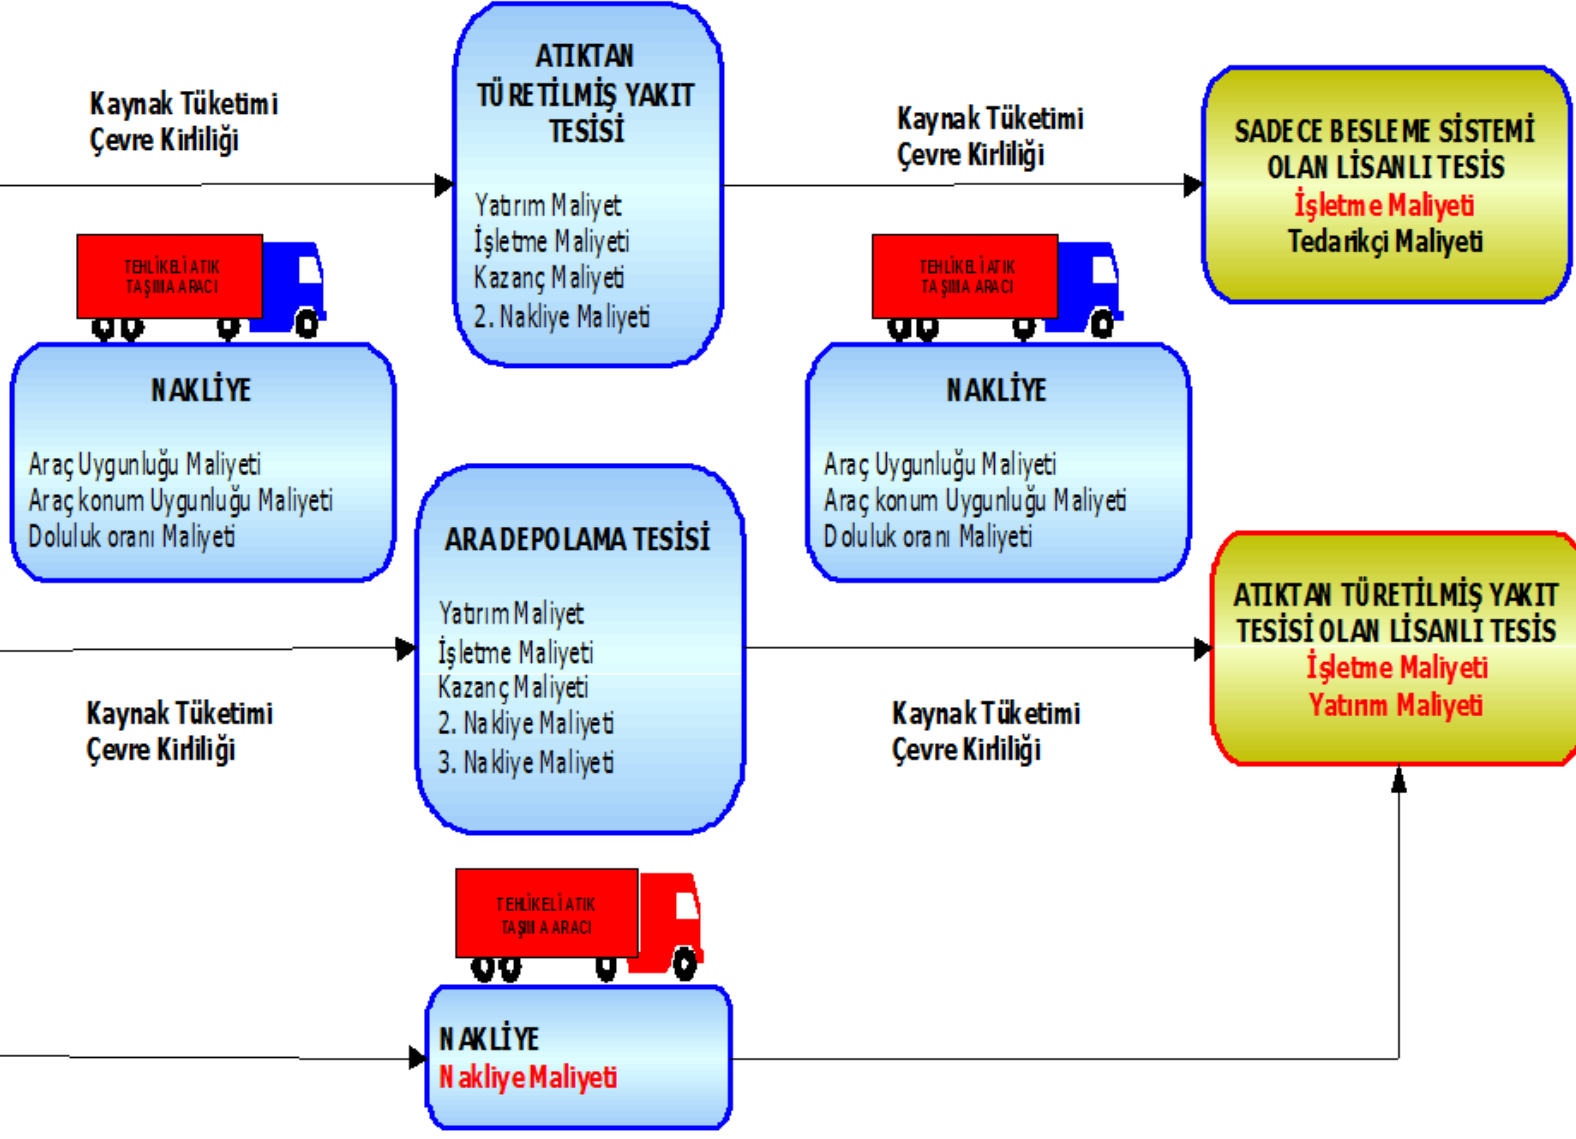 ATIKTAN
TÜRETİLMİŞ YAKIT
TESİSİ
Yatırım Maliyet
İşletme Maliyeti
Kazanç Maliyeti
2. Nakliye Maliyeti
Kaynak Tüketimi
Çevre Kirliliği
Kaynak Tüketimi
Çevre Kirliliği
SADECE BESLEME SİSTEMİ
OLAN LİSANLI TESİS
İşletme Maliyeti
Tedarikçi Maliyeti
TEHLİKELİ ATIK
TAŞIMA ARACI
TEHLİKELİ ATIK
TAŞIMA ARACI
NAKLİYE
Araç Uygunluğu Maliyeti
Araç konum Uygunluğu Maliyeti
Doluluk oranı Maliyeti
NAKLİYE
Araç Uygunluğu Maliyeti
Araç konum Uygunluğu Maliyeti
Doluluk oranı Maliyeti
ARA DEPOLAMA TESİSİ
Yatırım Maliyet
İşletme Maliyeti
Kazanç Maliyeti
2. Nakliye Maliyeti
3. Nakliye Maliyeti
ATIKTAN TÜRETİLMİŞ YAKIT
TESİSİ OLAN LİSANLI TESİS
İşletme Maliyeti
Yatırım Maliyeti
Kaynak Tüketimi
Çevre Kirliliği
Kaynak Tüketimi
Çevre Kirliliği
TEHLİKELİ ATIK
TAŞIMA ARACI
NAKLİYE
Nakliye Maliyeti